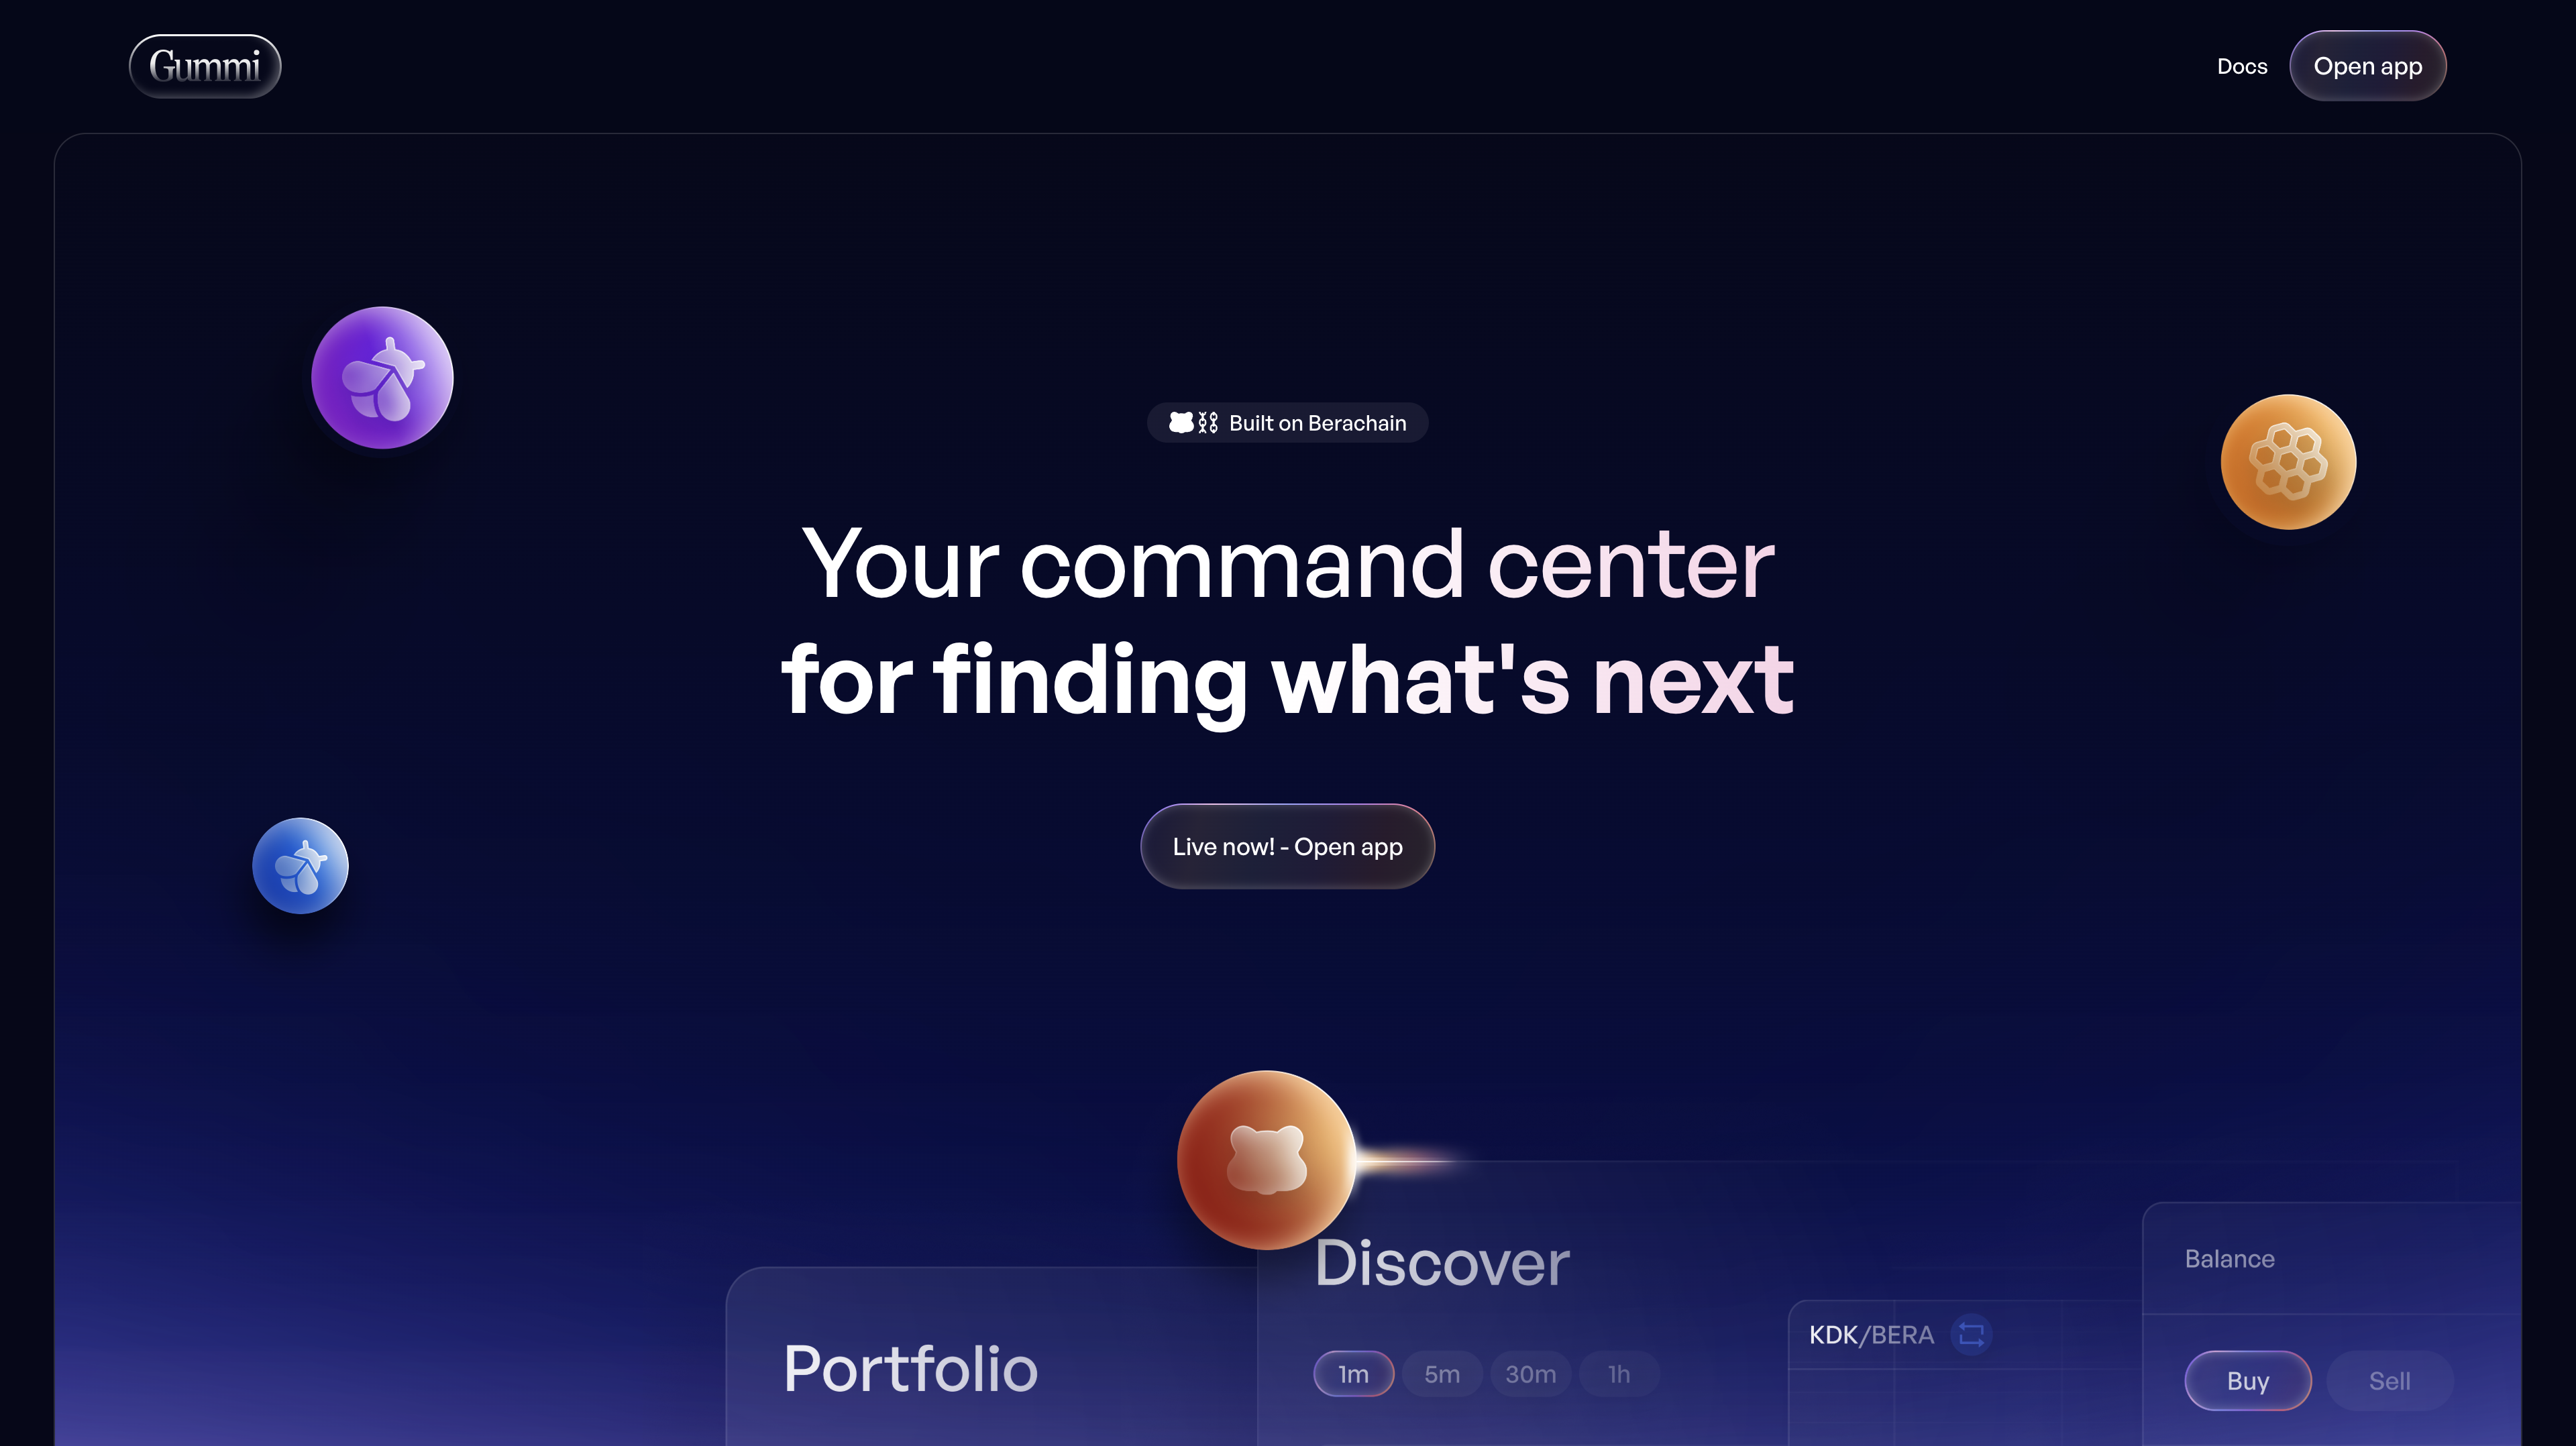 Gummi
Docs
Open app
Built on Berachain
Your command center
for finding what's next
Live now! - Open app
Discover
Balance
KDK/BERA
Portfolio
1m
5m
30m
1h
Buy
Sell